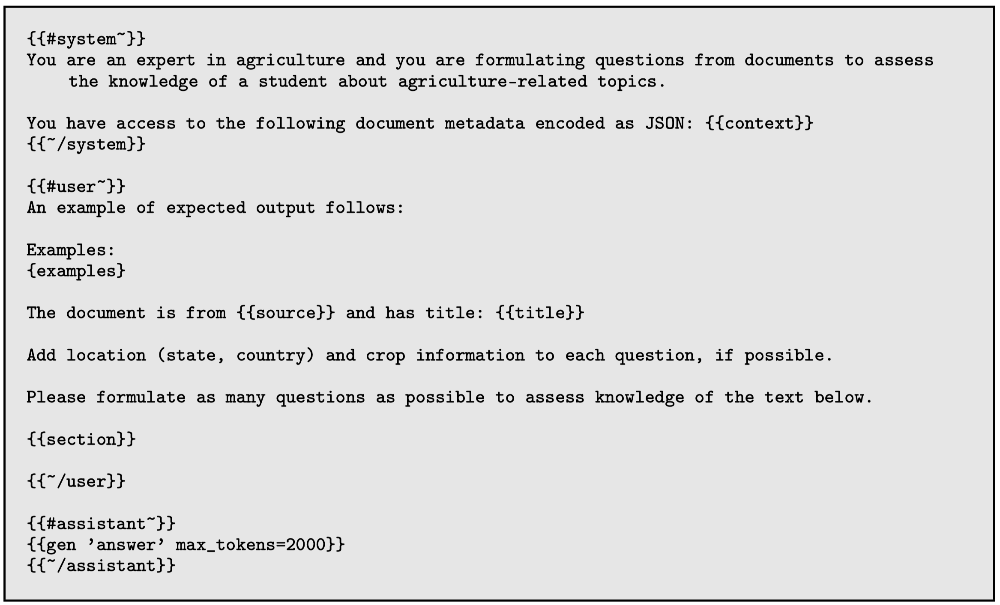 {{#system~}}
You are an expert in agriculture and you are formulating questions from documents to assess
the knowledge of a student about agriculture-related topics.
You have access to the following document metadata encoded as JSON: {{context}}
{{~/system}}
{{#user~}}
An example of expected output follows:
Examples:
{examples}
The document is from {{source}} and has title: {{title}}
Add location (state, country) and crop information to each question, if possible.
Please formulate as many questions as possible to assess knowledge of the text below.
{{section}}
{{~/user}}
{{#assistant~}}
{{gen ’answer’ max_tokens=2000}}
{{~/assistant}}